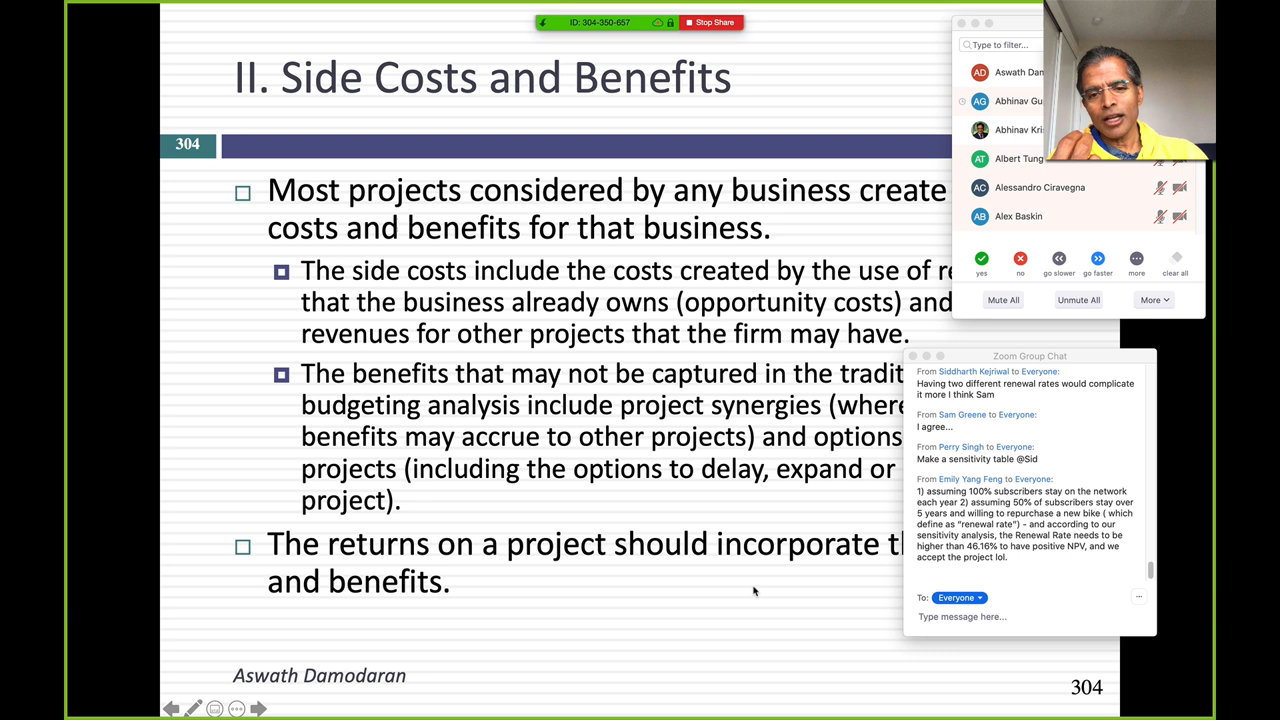 ID: 304-350-657
Stop Share
II. Side Costs and Benefits
304
Most projects considered by any business create
costs and benefits for that business.
The side costs include the costs created by the use of
that the business already owns (opportunity costs) and
revenues for other projects that the firm may have.
The benefits that may not be captured in the
budgeting analysis include project synergies
benefits may accrue to other projects) and options
projects (including the options to delay, expand or
project).
The returns on a project should incorporate
and benefits.
Aswath Damodaran
304
Type to filter...
AD Aswath
AG Abhinav
Abhinav
AT Albert Tung
AC Alessandro Ciravegna
AB Alex Baskin
yes no go slower go faster more clear all
Mute All Unmute All More
Zoom Group Chat
From Siddharth Kejriwal to Everyone:
Having two different renewal rates would complicate
it more I think Sam
From Sam Greene to Everyone:
I agree...
From Perry Singh to Everyone:
Make a sensitivity table @Sid
From Emily Yang Feng to Everyone:
1) assuming 100% subscribers stay on the network
each year 2) assuming 50% of subscribers stay over
5 years and willing to repurchase a new bike ( which
define as “renewal rate”) - and according to our
sensitivity analysis, the Renewal Rate needs to be
higher than 46.16% to have positive NPV, and we
accept the project lol.
To: Everyone
Type message here...